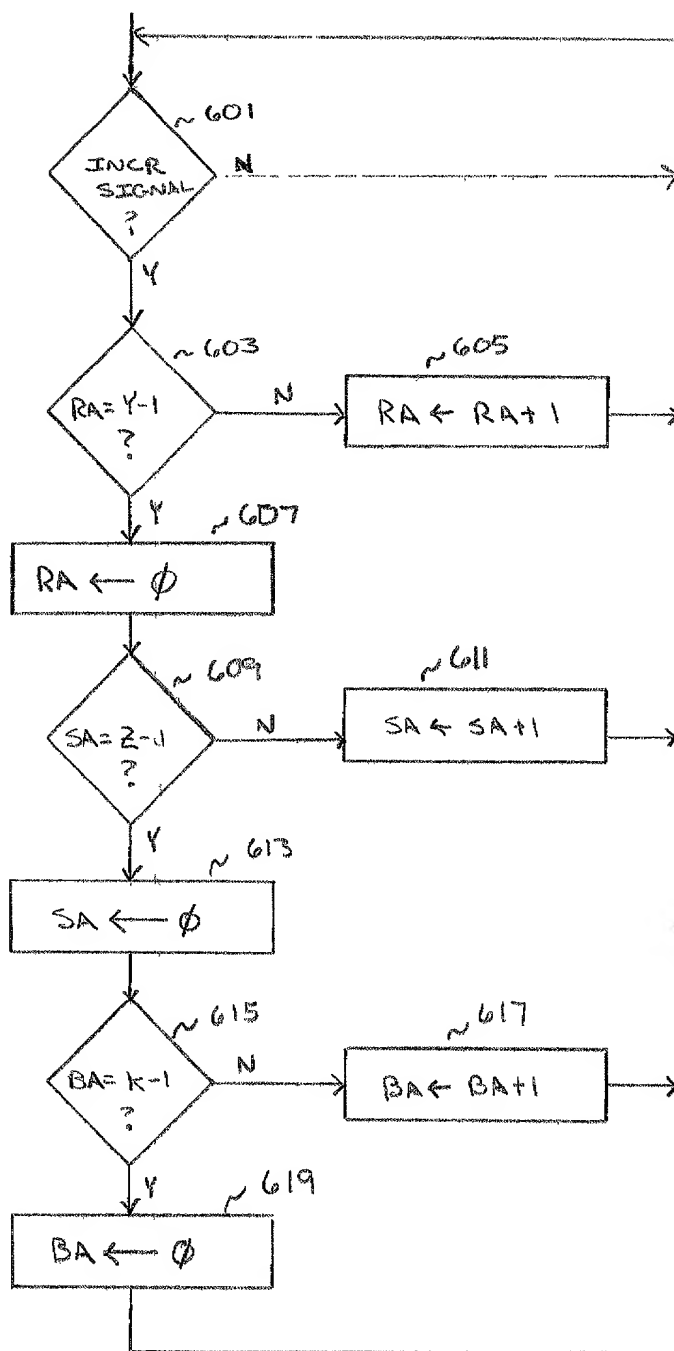 ~601
INCR
SIGNAL
?
N
Y
~603
RA=Y-1
?
N
~605
RA ← RA+1
Y
~607
RA ← ϕ
~609
SA=Z-1
?
N
~611
SA ← SA+1
Y
~613
SA ← ϕ
~615
BA=K-1
?
N
~617
BA ← BA+1
Y
~619
BA ← ϕ